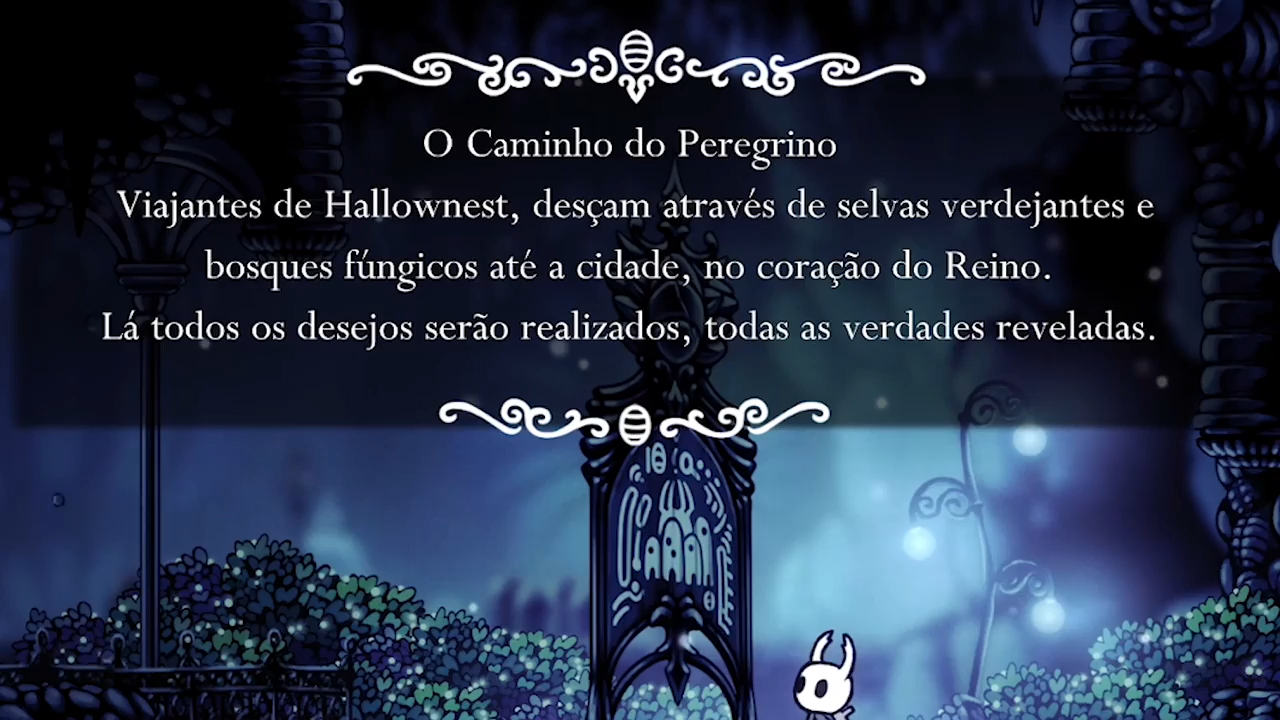 O Caminho do Peregrino
Viajantes de Hallownest, desçam através de selvas verdejantes e
bosques fúngicos até a cidade, no coração do Reino.
Lá todos os desejos serão realizados, todas as verdades reveladas.